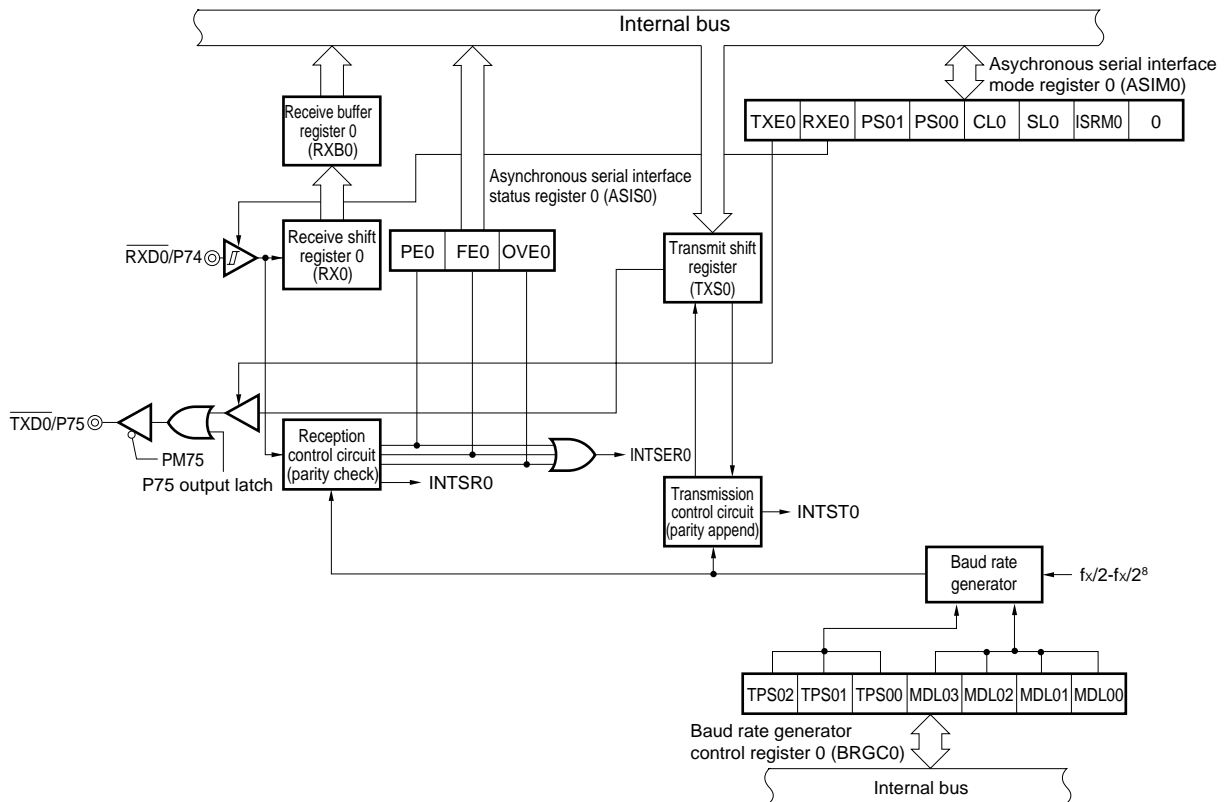 Internal bus
Asychronous serial interface
mode register 0 (ASIM0)
Receive buffer
register 0
(RXB0)
TXE0 RXE0 PS01 PS00 CL0 SL0 ISRM0 0
Asynchronous serial interface
status register 0 (ASIS0)
RXD0/P74
Receive shift
register 0
(RX0)
PE0 FE0 OVE0
Transmit shift
register
(TXS0)
TXD0/P75
PM75
P75 output latch
Reception
control circuit
(parity check)
INTSER0
INTSR0
Transmission
control circuit
(parity append)
INTST0
Baud rate
generator
fx/2-fx/2⁸
TPS02 TPS01 TPS00 MDL03 MDL02 MDL01 MDL00
Baud rate generator
control register 0 (BRGC0)
Internal bus